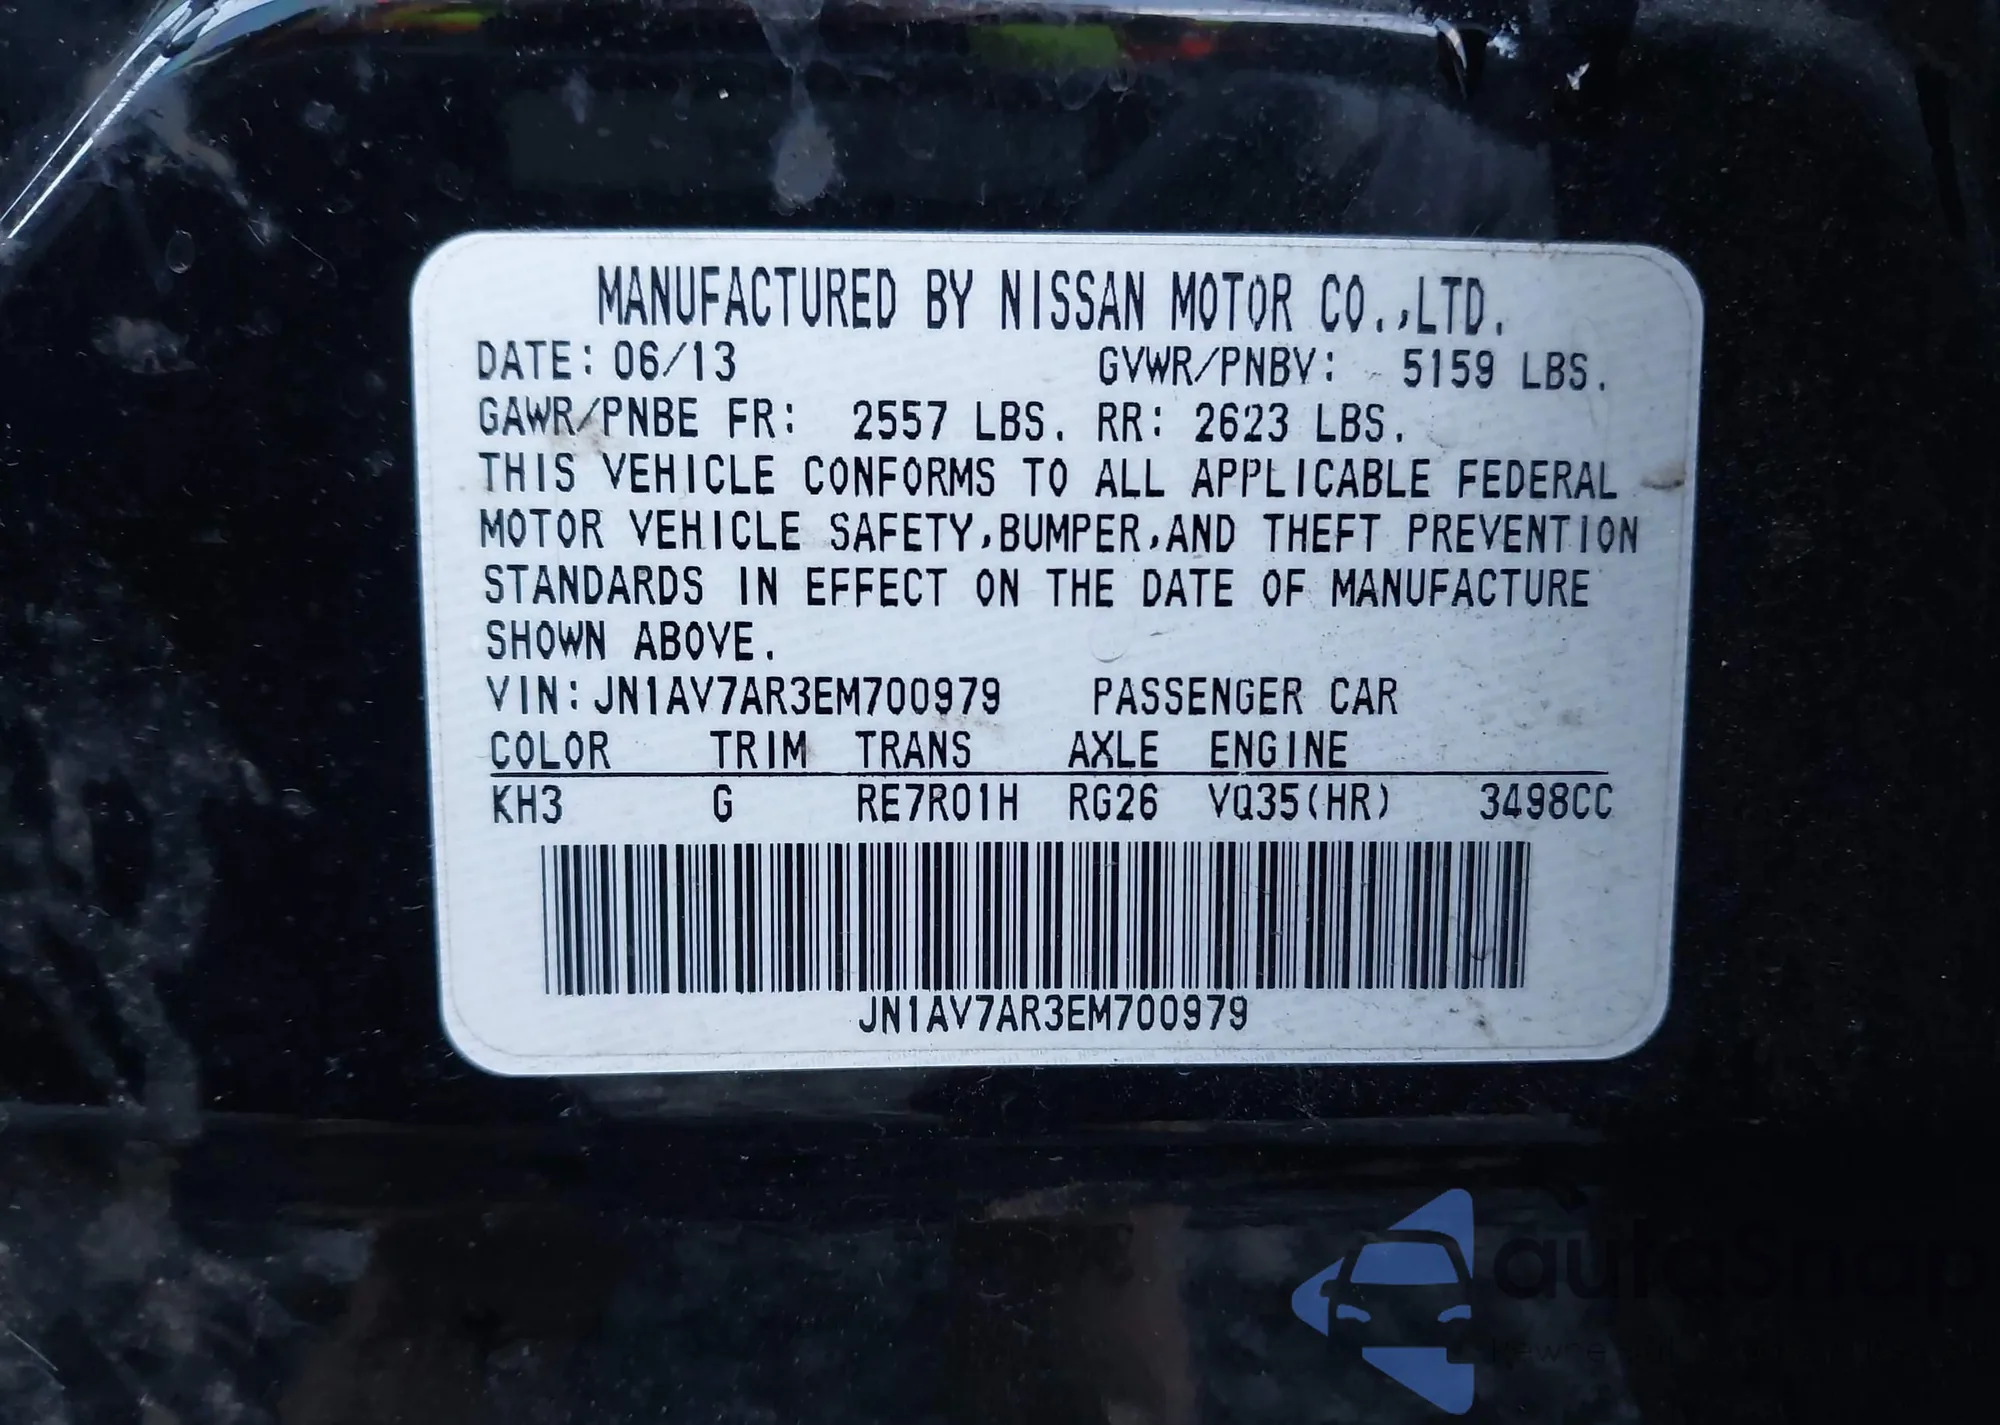 MANUFACTURED BY NISSAN MOTOR CO.,LTD.
DATE: 06/13 GVWR/PNBV: 5159 LBS.
GAWR/PNBE FR: 2557 LBS. RR: 2623 LBS.
THIS VEHICLE CONFORMS TO ALL APPLICABLE FEDERAL
MOTOR VEHICLE SAFETY,BUMPER,AND THEFT PREVENTION
STANDARDS IN EFFECT ON THE DATE OF MANUFACTURE
SHOWN ABOVE.
VIN:JN1AV7AR3EM700979 PASSENGER CAR
COLOR TRIM TRANS AXLE ENGINE
KH3 G RE7R01H RG26 VQ35(HR) 3498CC
JN1AV7AR3EM700979
autosnap